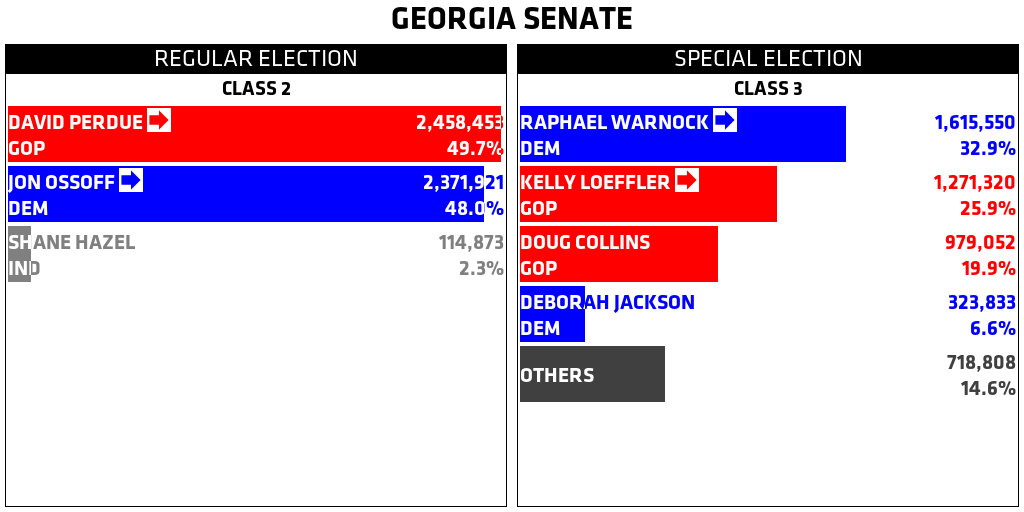 GEORGIA SENATE
REGULAR ELECTION
CLASS 2
DAVID PERDUE 2,458,453
GOP 49.7%
JON OSSOFF 2,371,921
DEM 48.0%
SHANE HAZEL 114,873
IND 2.3%
SPECIAL ELECTION
CLASS 3
RAPHAEL WARNOCK 1,615,550
DEM 32.9%
KELLY LOEFFLER 1,271,320
GOP 25.9%
DOUG COLLINS 979,052
GOP 19.9%
DEBORAH JACKSON 323,833
DEM 6.6%
OTHERS 718,808
14.6%